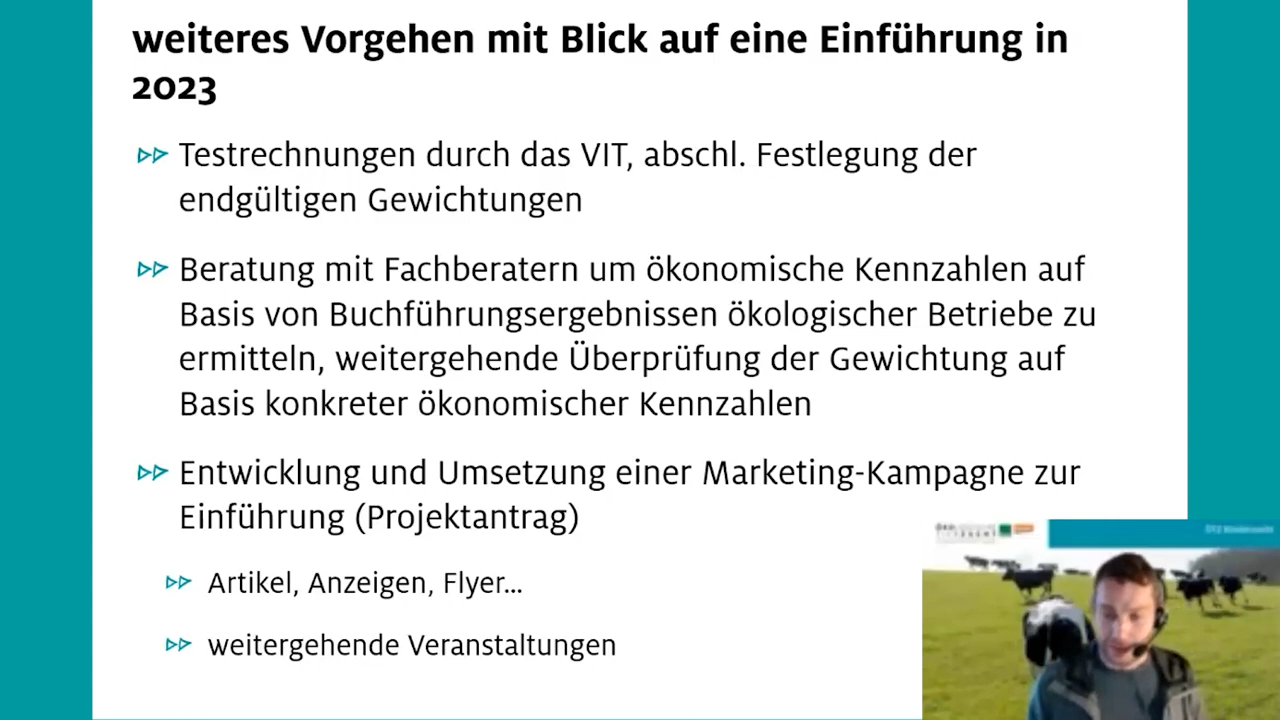 weiteres Vorgehen mit Blick auf eine Einführung in
2023
Testrechnungen durch das VIT, abschl. Festlegung der
endgültigen Gewichtungen
Beratung mit Fachberatern um ökonomische Kennzahlen auf
Basis von Buchführungsergebnissen ökologischer Betriebe zu
ermitteln, weitergehende Überprüfung der Gewichtung auf
Basis konkreter ökonomischer Kennzahlen
Entwicklung und Umsetzung einer Marketing-Kampagne zur
Einführung (Projektantrag)
Artikel, Anzeigen, Flyer...
weitergehende Veranstaltungen